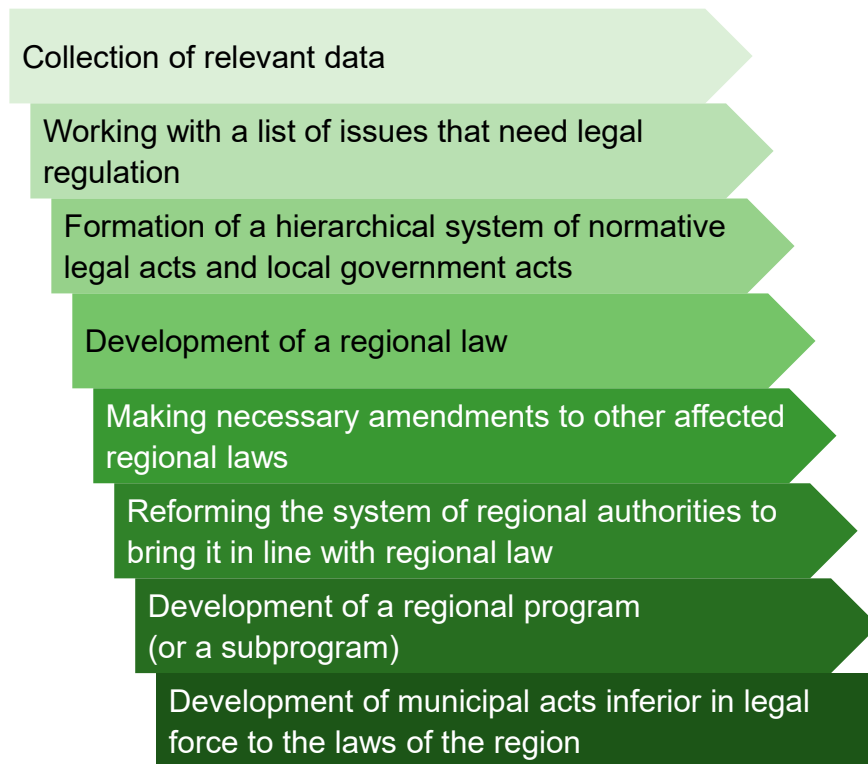 Collection of relevant data
Working with a list of issues that need legal
regulation
Formation of a hierarchical system of normative
legal acts and local government acts
Development of a regional law
Making necessary amendments to other affected
regional laws
Reforming the system of regional authorities to
bring it in line with regional law
Development of a regional program
(or a subprogram)
Development of municipal acts inferior in legal
force to the laws of the region